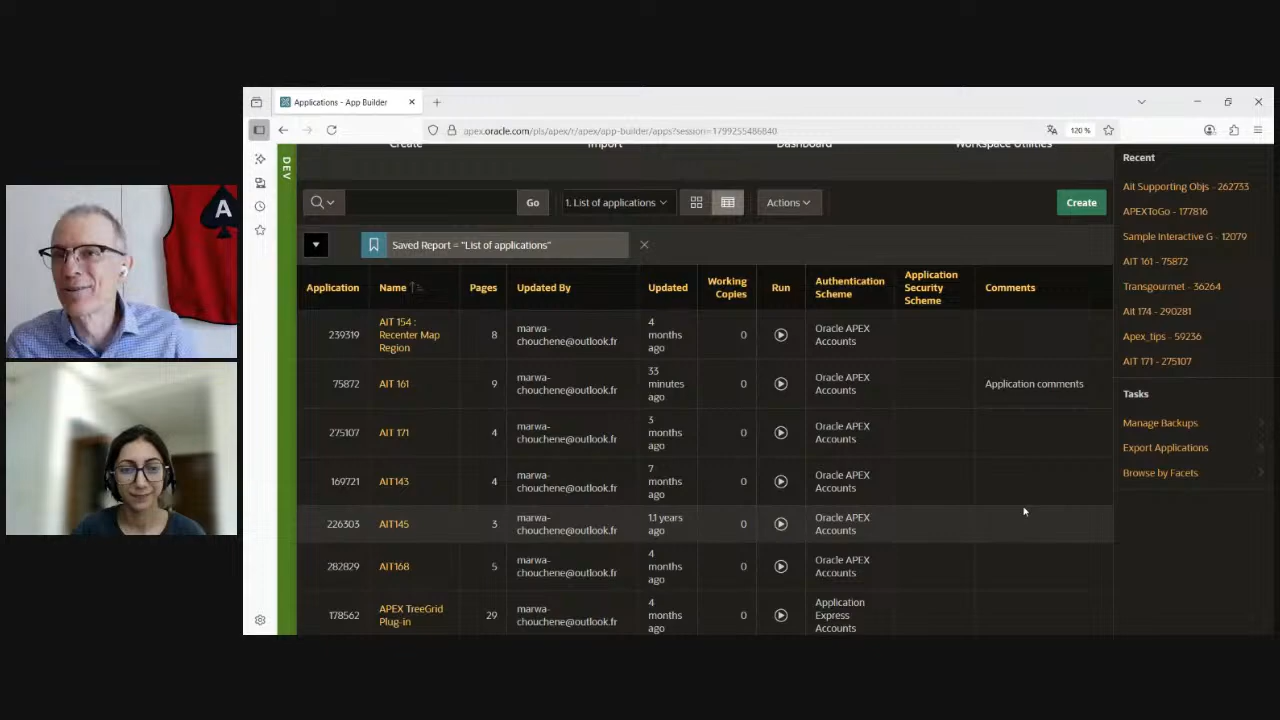 Applications - App Builder
apex.oracle.com/pls/apex/r/apex/app-builder/apps?session=1799255486840
120 %
DEV
Create
Import
Dashboard
Workspace Utilities
Go
1. List of applications
Actions
Create
Saved Report = "List of applications"
Application
Name
Pages
Updated By
Updated
Working
Copies
Run
Authentication
Scheme
Application
Security
Scheme
Comments
239319
AIT 154 :
Recenter Map
Region
8
marwa-
chouchene@outlook.fr
4
months
ago
0
Oracle APEX
Accounts
75872
AIT 161
9
marwa-
chouchene@outlook.fr
33
minutes
ago
0
Oracle APEX
Accounts
Application comments
275107
AIT 171
4
marwa-
chouchene@outlook.fr
3
months
ago
0
Oracle APEX
Accounts
169721
AIT143
4
marwa-
chouchene@outlook.fr
7
months
ago
0
Oracle APEX
Accounts
226303
AIT145
3
marwa-
chouchene@outlook.fr
1.1 years
ago
0
Oracle APEX
Accounts
282829
AIT168
5
marwa-
chouchene@outlook.fr
4
months
ago
0
Oracle APEX
Accounts
178562
APEX TreeGrid
Plug-in
29
marwa-
chouchene@outlook.fr
4
months
ago
0
Application
Express
Accounts
Recent
Ait Supporting Objs - 262733
APEXToGo - 177816
Sample Interactive G - 12079
AIT 161 - 75872
Transgourmet - 36264
Ait 174 - 290281
Apex_tips - 59236
AIT 171 - 275107
Tasks
Manage Backups
Export Applications
Browse by Facets
A